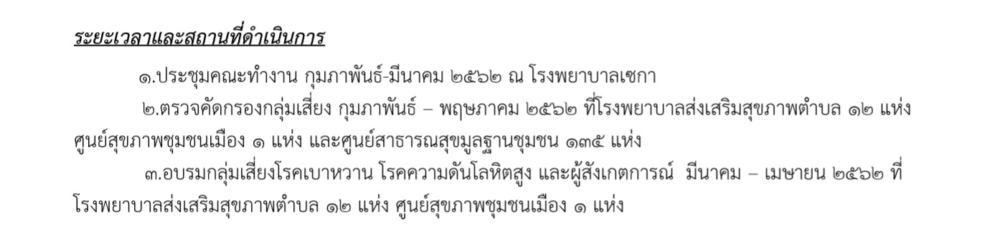 ระยะเวลาและสถานที่ดำเนินการ
๑.ประชุมคณะทำงาน กุมภาพันธ์-มีนาคม ๒๕๖๒ ณ โรงพยาบาลเซกา
๒.ตรวจคัดกรองกลุ่มเสี่ยง กุมภาพันธ์ – พฤษภาคม ๒๕๖๒ ที่โรงพยาบาลส่งเสริมสุขภาพตำบล ๑๒ แห่ง
ศูนย์สุขภาพชุมชนเมือง ๑ แห่ง และศูนย์สาธารณสุขมูลฐานชุมชน ๑๓๕ แห่ง
๓.อบรมกลุ่มเสี่ยงโรคเบาหวาน โรคความดันโลหิตสูง และผู้สังเกตการณ์ มีนาคม – เมษายน ๒๕๖๒ ที่
โรงพยาบาลส่งเสริมสุขภาพตำบล ๑๒ แห่ง ศูนย์สุขภาพชุมชนเมือง ๑ แห่ง